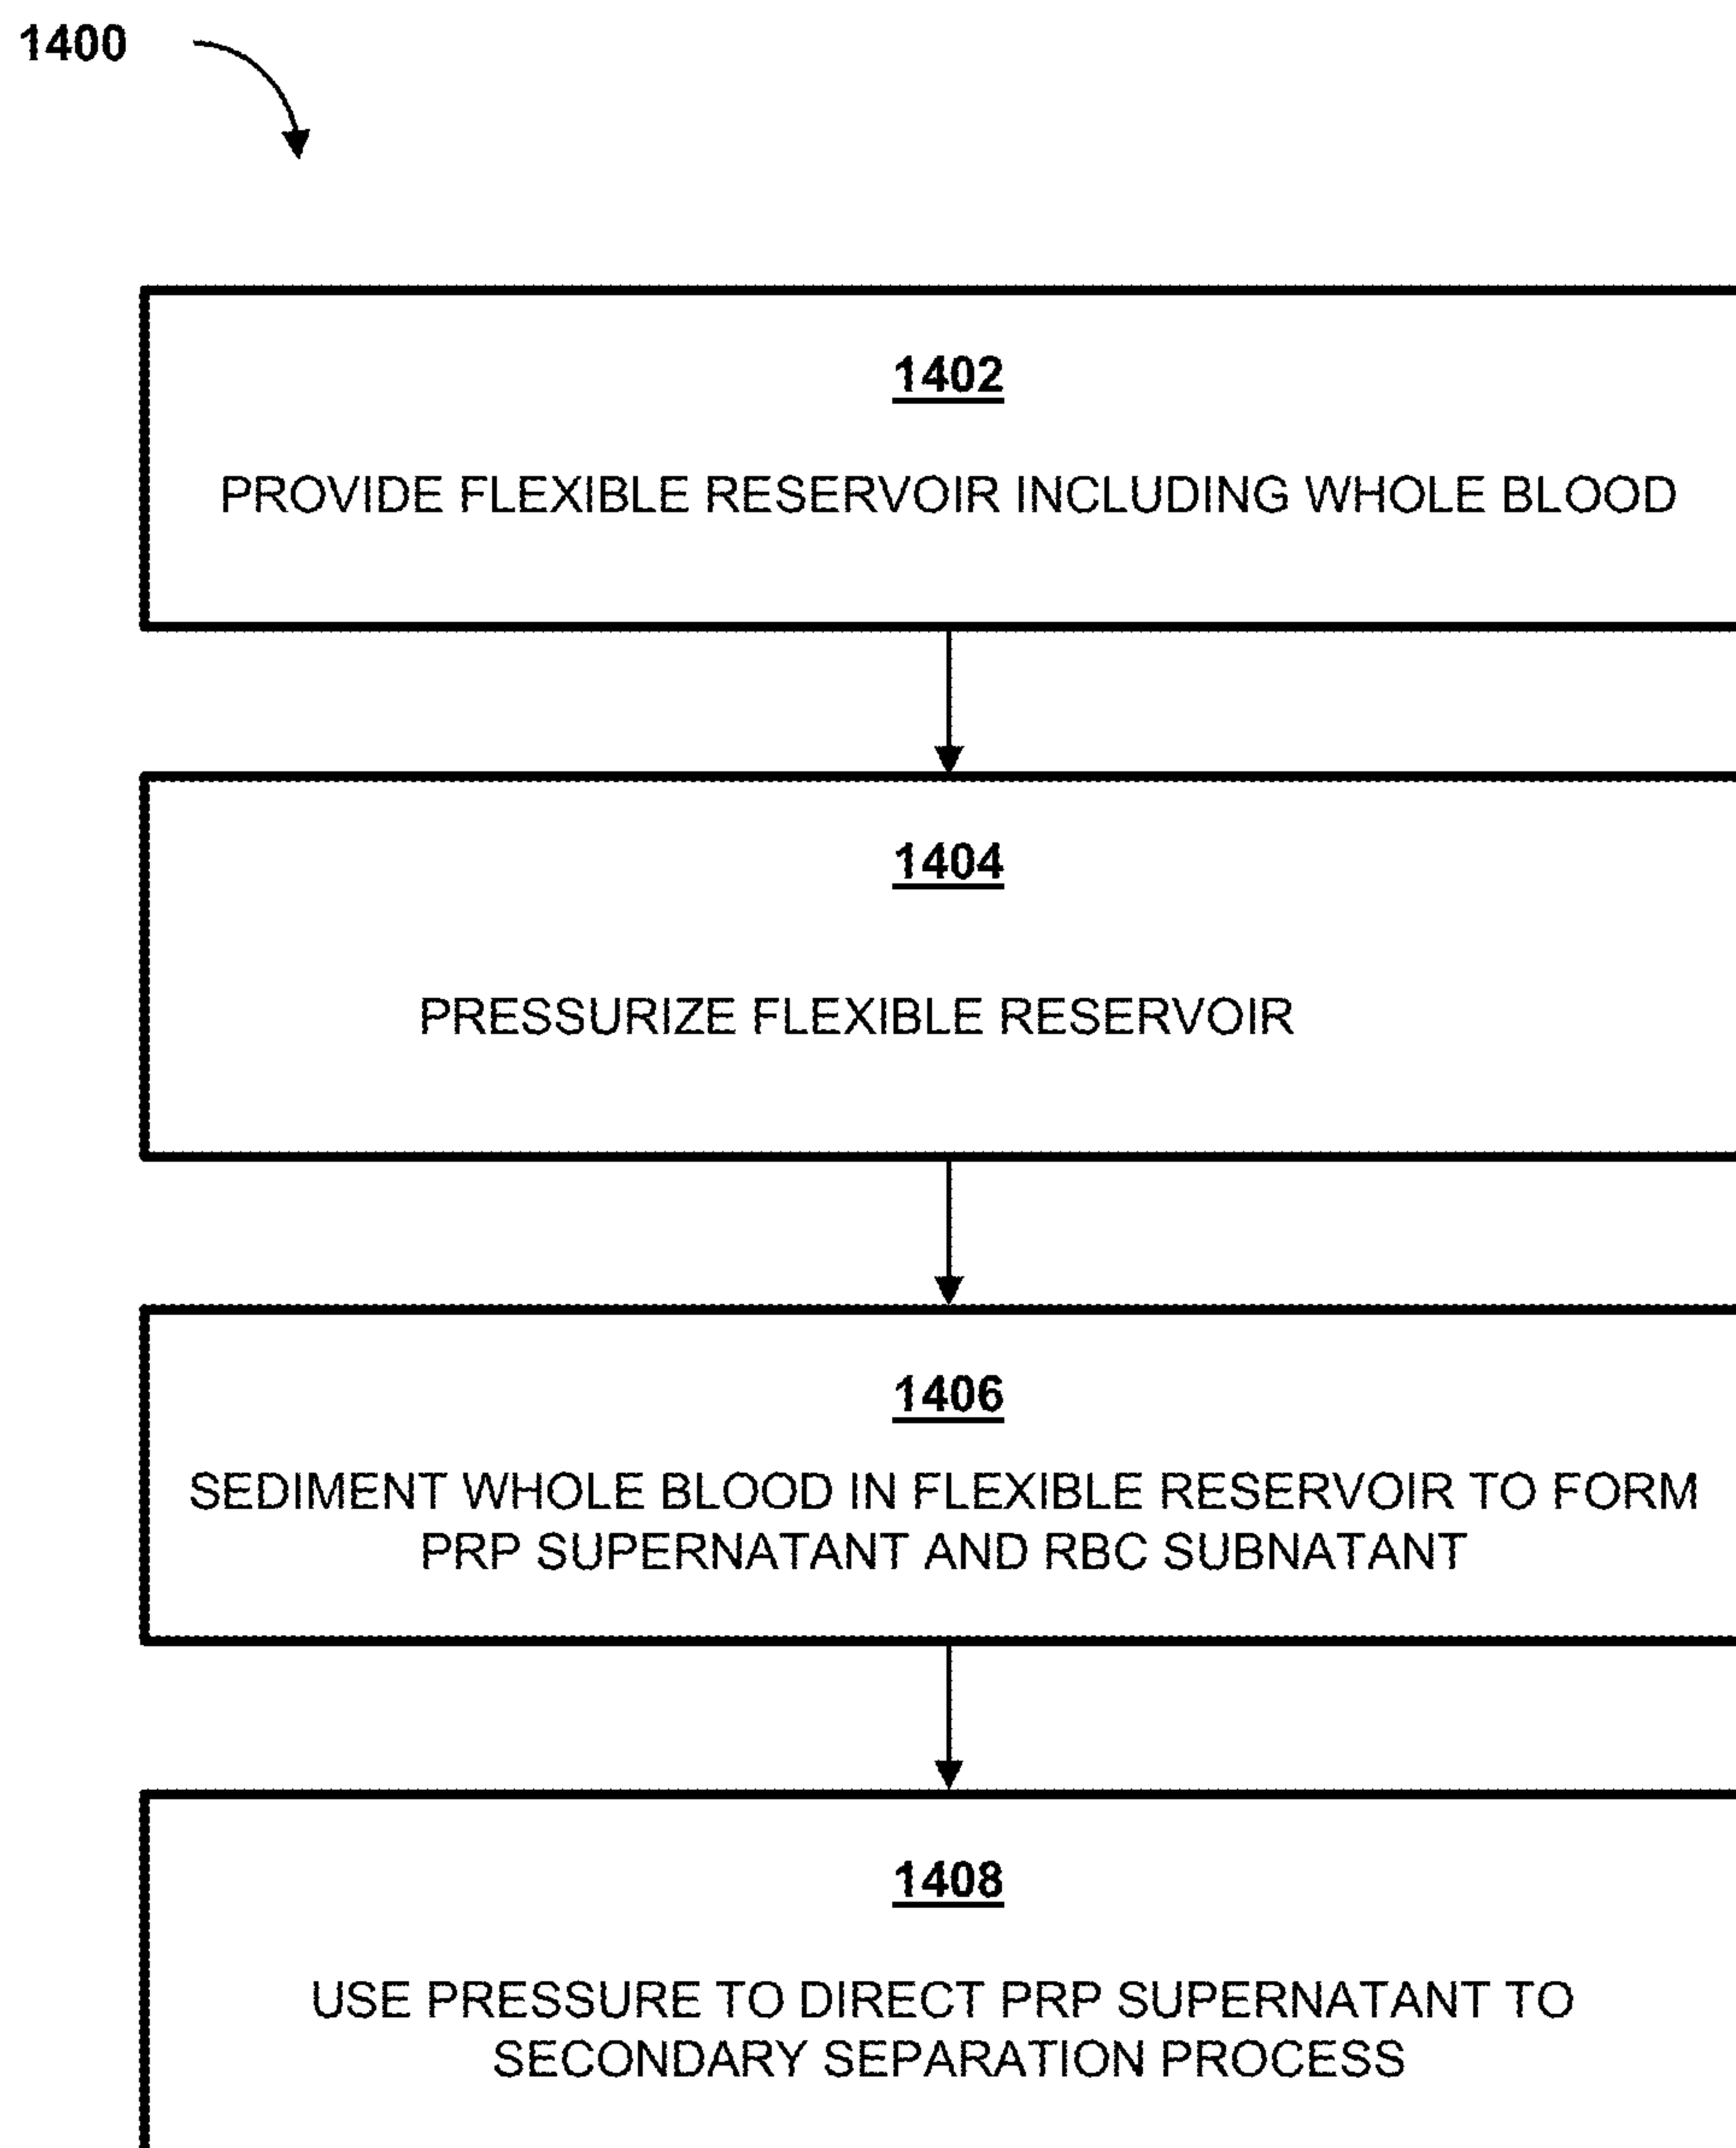 1400
1402
PROVIDE FLEXIBLE RESERVOIR INCLUDING WHOLE BLOOD
1404
PRESSURIZE FLEXIBLE RESERVOIR
1406
SEDIMENT WHOLE BLOOD IN FLEXIBLE RESERVOIR TO FORM
PRP SUPERNATANT AND RBC SUBNATANT
1408
USE PRESSURE TO DIRECT PRP SUPERNATANT TO
SECONDARY SEPARATION PROCESS